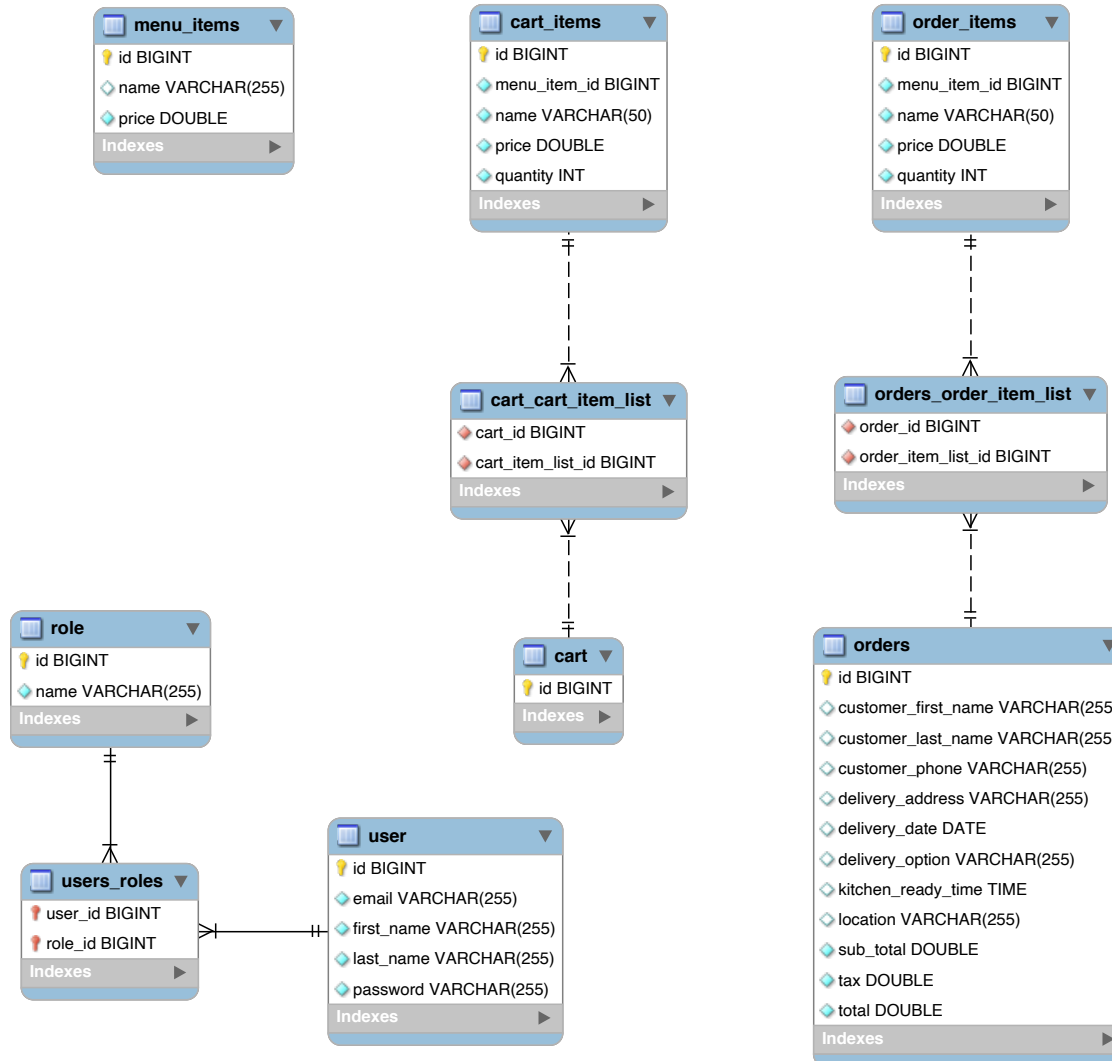 menu_items
id BIGINT
name VARCHAR(255)
price DOUBLE
Indexes
cart_items
id BIGINT
menu_item_id BIGINT
name VARCHAR(50)
price DOUBLE
quantity INT
Indexes
order_items
id BIGINT
menu_item_id BIGINT
name VARCHAR(50)
price DOUBLE
quantity INT
Indexes
cart_cart_item_list
cart_id BIGINT
cart_item_list_id BIGINT
Indexes
orders_order_item_list
order_id BIGINT
order_item_list_id BIGINT
Indexes
role
id BIGINT
name VARCHAR(255)
Indexes
cart
id BIGINT
Indexes
orders
id BIGINT
customer_first_name VARCHAR(255
customer_last_name VARCHAR(255
customer_phone VARCHAR(255)
delivery_address VARCHAR(255)
delivery_date DATE
delivery_option VARCHAR(255)
kitchen_ready_time TIME
location VARCHAR(255)
sub_total DOUBLE
tax DOUBLE
total DOUBLE
Indexes
users_roles
user_id BIGINT
role_id BIGINT
Indexes
user
id BIGINT
email VARCHAR(255)
first_name VARCHAR(255)
last_name VARCHAR(255)
password VARCHAR(255)
Indexes